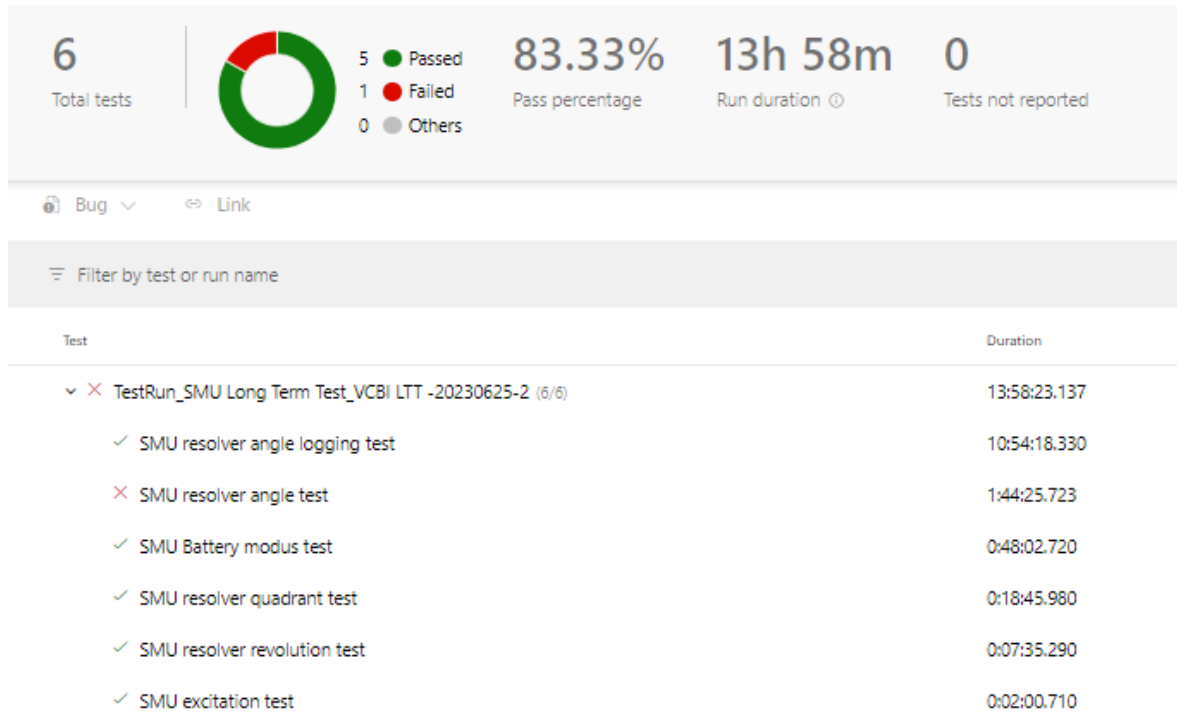 6
Total tests
5 Passed
1 Failed
0 Others
83.33%
Pass percentage
13h 58m
Run duration
0
Tests not reported
Bug
Link
Filter by test or run name
Test Duration
TestRun_SMU Long Term Test_VCBI LTT -20230625-2 (6/6) 13:58:23.137
SMU resolver angle logging test 10:54:18.330
SMU resolver angle test 1:44:25.723
SMU Battery modus test 0:48:02.720
SMU resolver quadrant test 0:18:45.980
SMU resolver revolution test 0:07:35.290
SMU excitation test 0:02:00.710